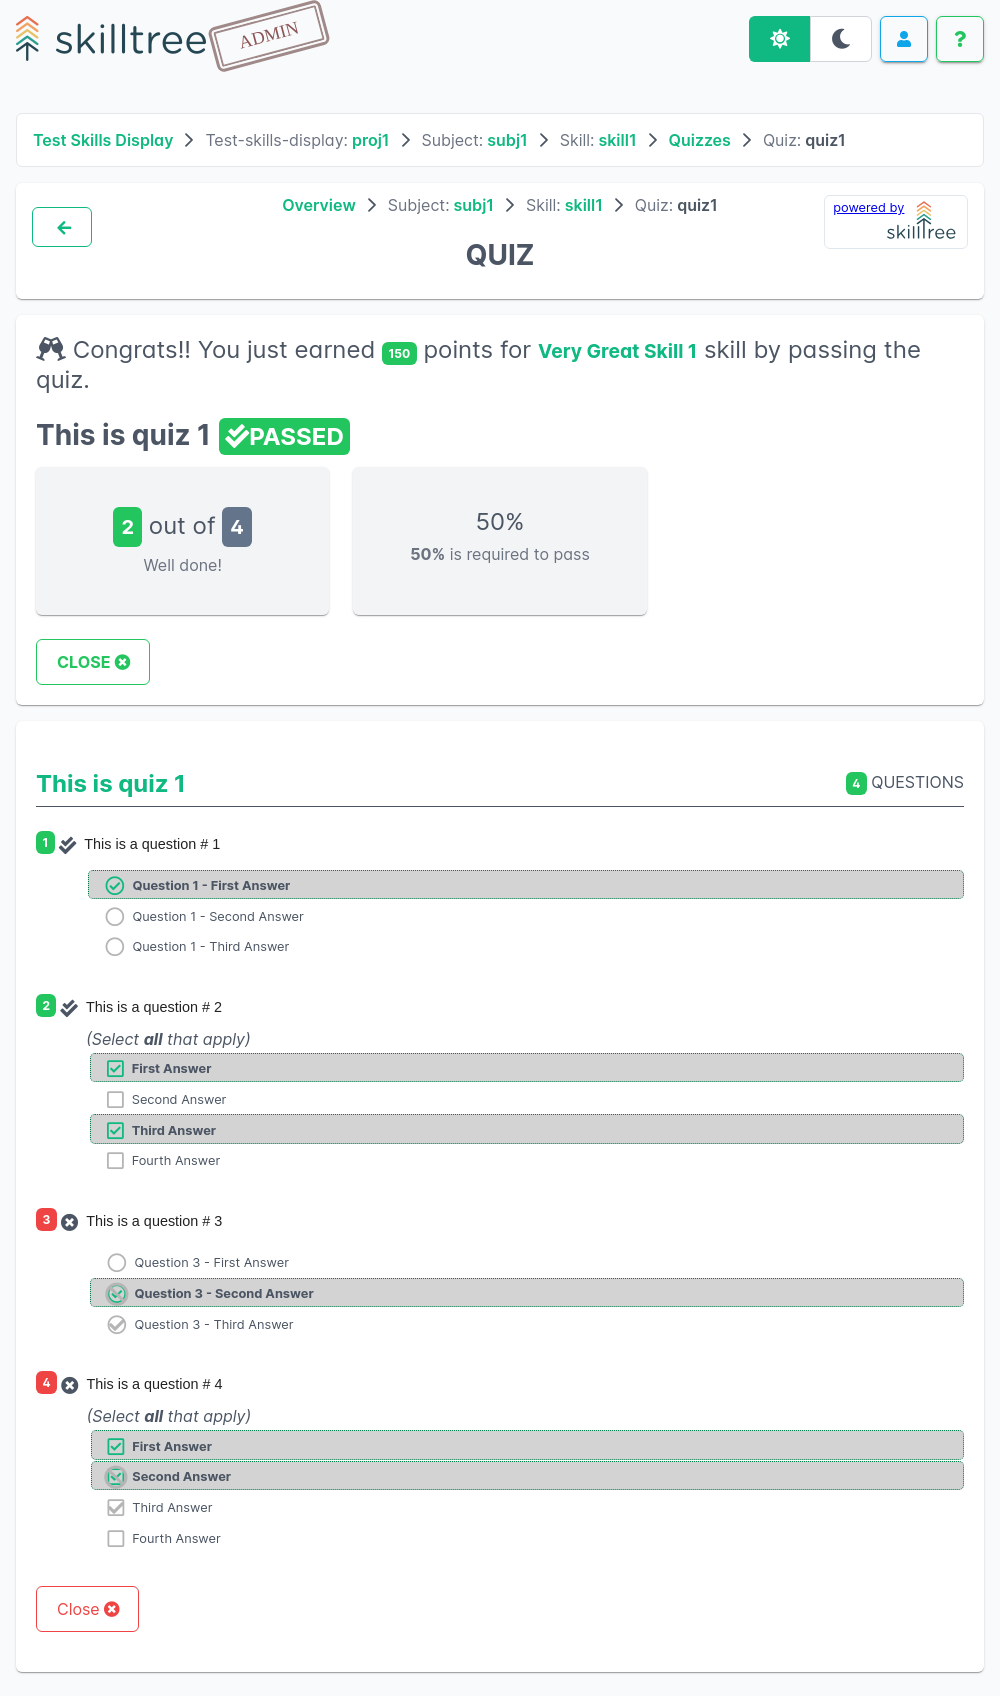 skilltree ADMIN
?
Test Skills Display > Test-skills-display: proj1 > Subject: subj1 > Skill: skill1 > Quizzes > Quiz: quiz1
Overview > Subject: subj1 > Skill: skill1 > Quiz: quiz1
powered by
skilltree
QUIZ
Congrats!! You just earned 150 points for Very Great Skill 1 skill by passing the
quiz.
This is quiz 1 PASSED
2 out of 4
Well done!
50%
50% is required to pass
CLOSE
This is quiz 1
4 QUESTIONS
1 This is a question # 1
Question 1 - First Answer
Question 1 - Second Answer
Question 1 - Third Answer
2 This is a question # 2
(Select all that apply)
First Answer
Second Answer
Third Answer
Fourth Answer
3 This is a question # 3
Question 3 - First Answer
Question 3 - Second Answer
Question 3 - Third Answer
4 This is a question # 4
(Select all that apply)
First Answer
Second Answer
Third Answer
Fourth Answer
Close